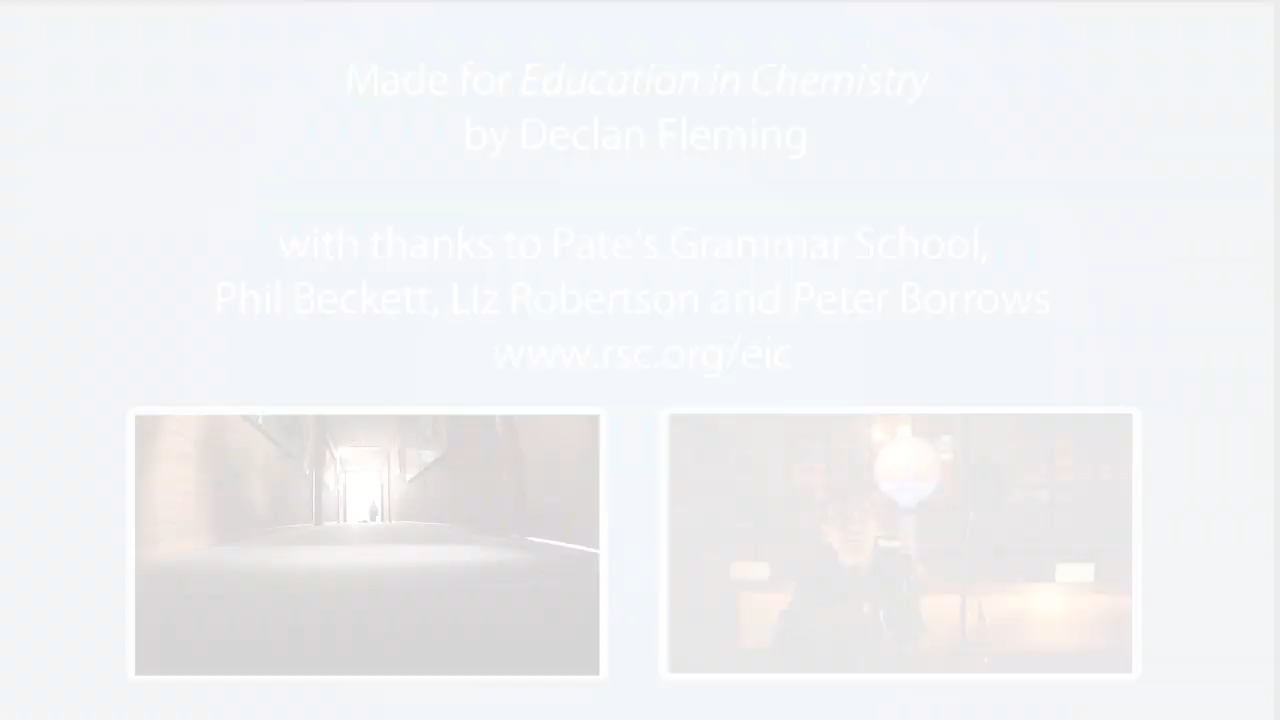 Made for Education in Chemistry
by Declan Fleming
with thanks to Pate's Grammar School,
Phil Beckett, Liz Robertson and Peter Borrows
www.rsc.org/eic